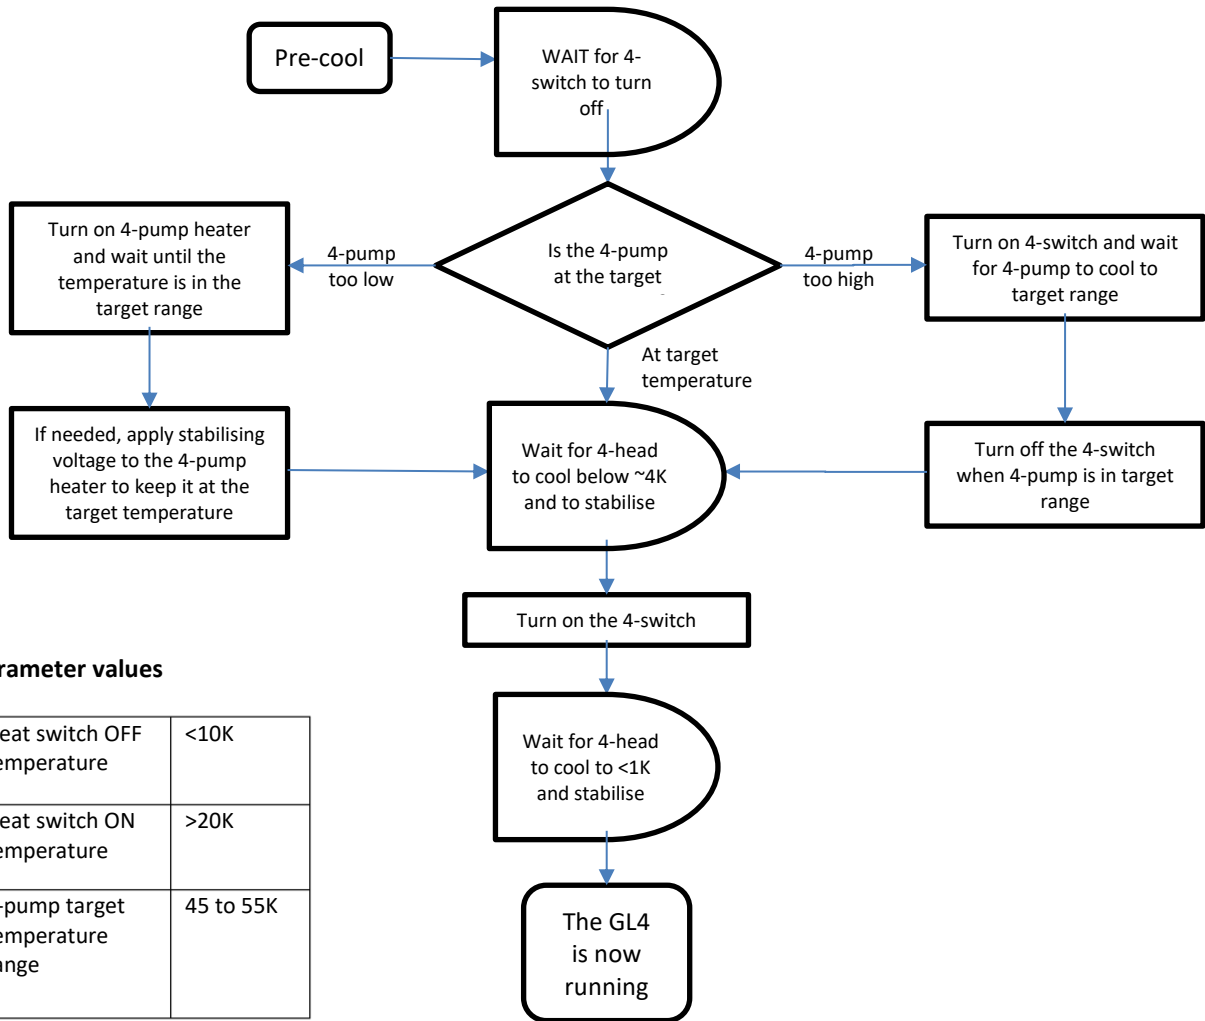 Pre-cool
WAIT for 4-
switch to turn
off
Is the 4-pump
at the target
4-pump
too low
4-pump
too high
At target
temperature
Turn on 4-pump heater
and wait until the
temperature is in the
target range
Turn on 4-switch and wait
for 4-pump to cool to
target range
If needed, apply stabilising
voltage to the 4-pump
heater to keep it at the
target temperature
Wait for 4-head
to cool below ~4K
and to stabilise
Turn off the 4-switch
when 4-pump is in target
range
Turn on the 4-switch
Wait for 4-head
to cool to <1K
and stabilise
The GL4
is now
running
rameter values
eat switch OFF
emperature
<10K
eat switch ON
emperature
>20K
-pump target
emperature
ange
45 to 55K